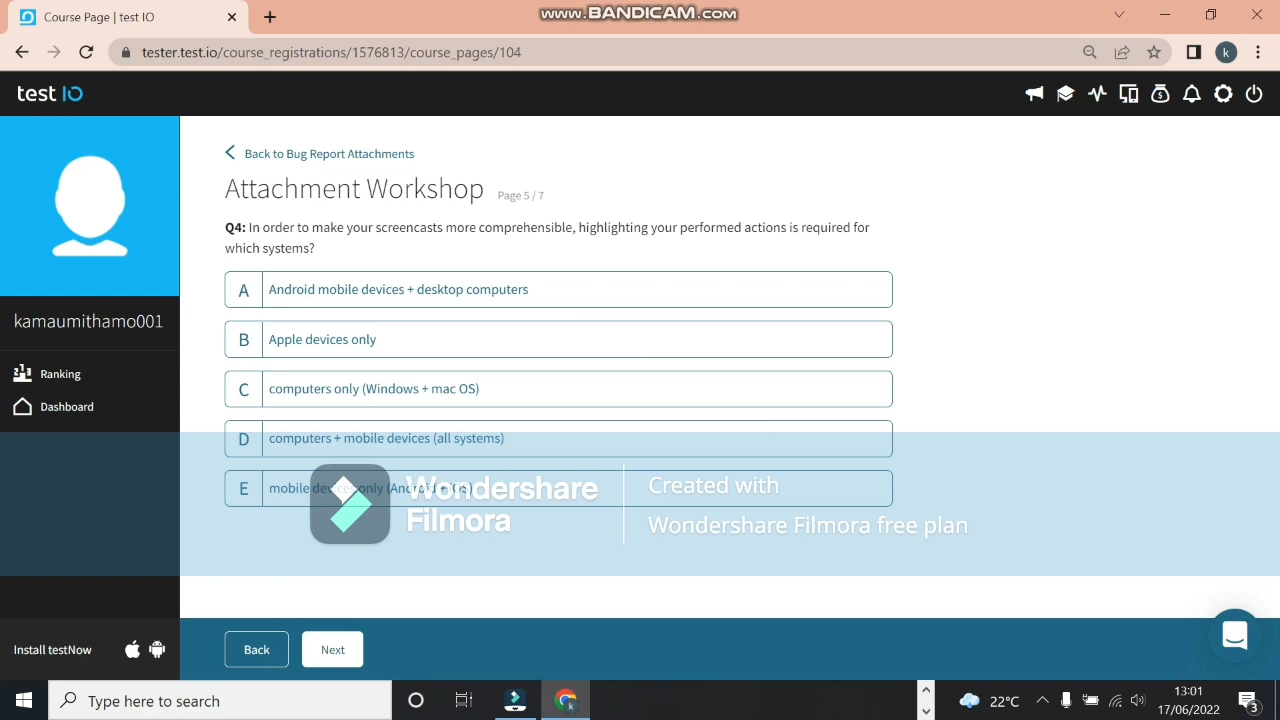 Course Page | test IO
www.BANDICAM.com
tester.test.io/course_registrations/1576813/course_pages/104
k
test IO
Back to Bug Report Attachments
Attachment Workshop Page 5 / 7
Q4: In order to make your screencasts more comprehensible, highlighting your performed actions is required for
which systems?
A Android mobile devices + desktop computers
B Apple devices only
C computers only (Windows + mac OS)
D computers + mobile devices (all systems)
E mobile only
kamaumithamo001
Ranking
Dashboard
Wondershare
Filmora
Created with
Wondershare Filmora free plan
Install testNow
Back
Next
Type here to search
22°C
13:01
17/06/2022
3